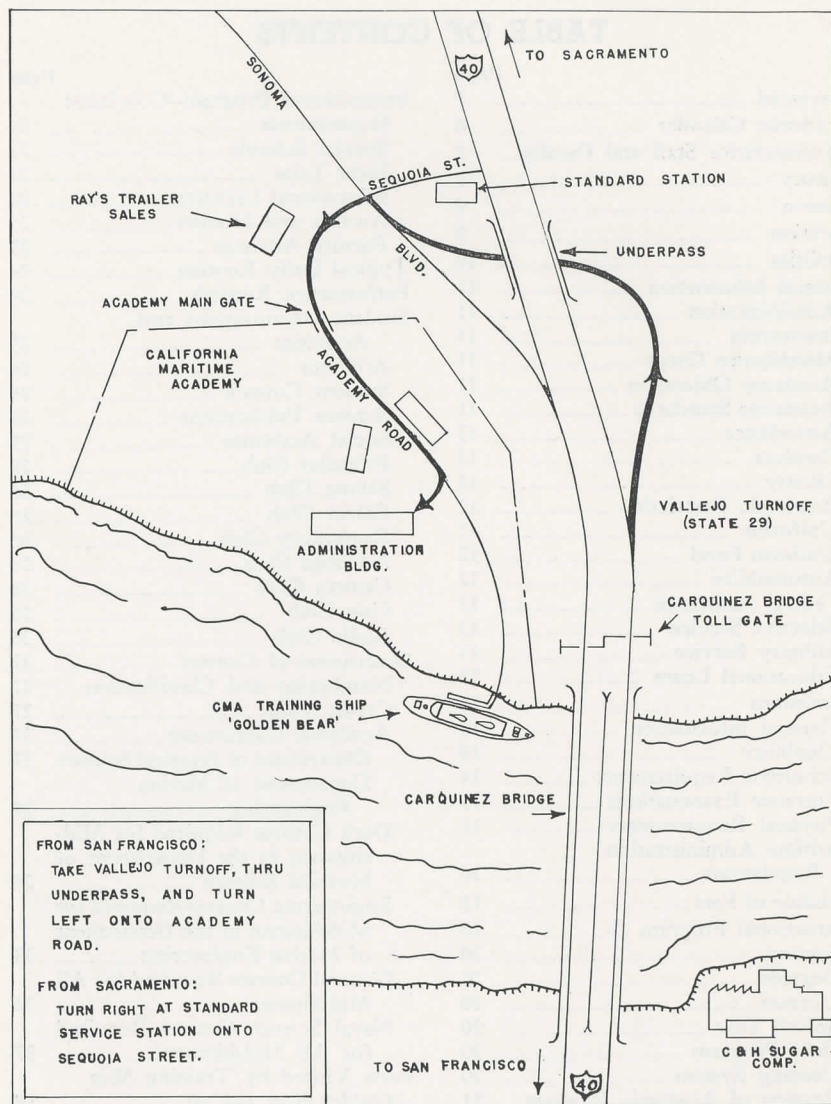 40
TO SACRAMENTO
SONOMA
SEQUOIA ST.
STANDARD STATION
RAY'S TRAILER
SALES
BLVD.
UNDERPASS
ACADEMY MAIN GATE
CALIFORNIA
MARITIME
ACADEMY
ACADEMY
ROAD
VALLEJO TURNOFF
(STATE 29)
ADMINISTRATION
BLDG.
CARQUINEZ BRIDGE
TOLL GATE
CMA TRAINING SHIP
'GOLDEN BEAR'
CARQUINEZ BRIDGE
FROM SAN FRANCISCO:
TAKE VALLEJO TURNOFF, THRU
UNDERPASS, AND TURN
LEFT ONTO ACADEMY
ROAD.
FROM SACRAMENTO:
TURN RIGHT AT STANDARD
SERVICE STATION ONTO
SEQUOIA STREET.
TO SAN FRANCISCO
40
C & H SUGAR
COMP.